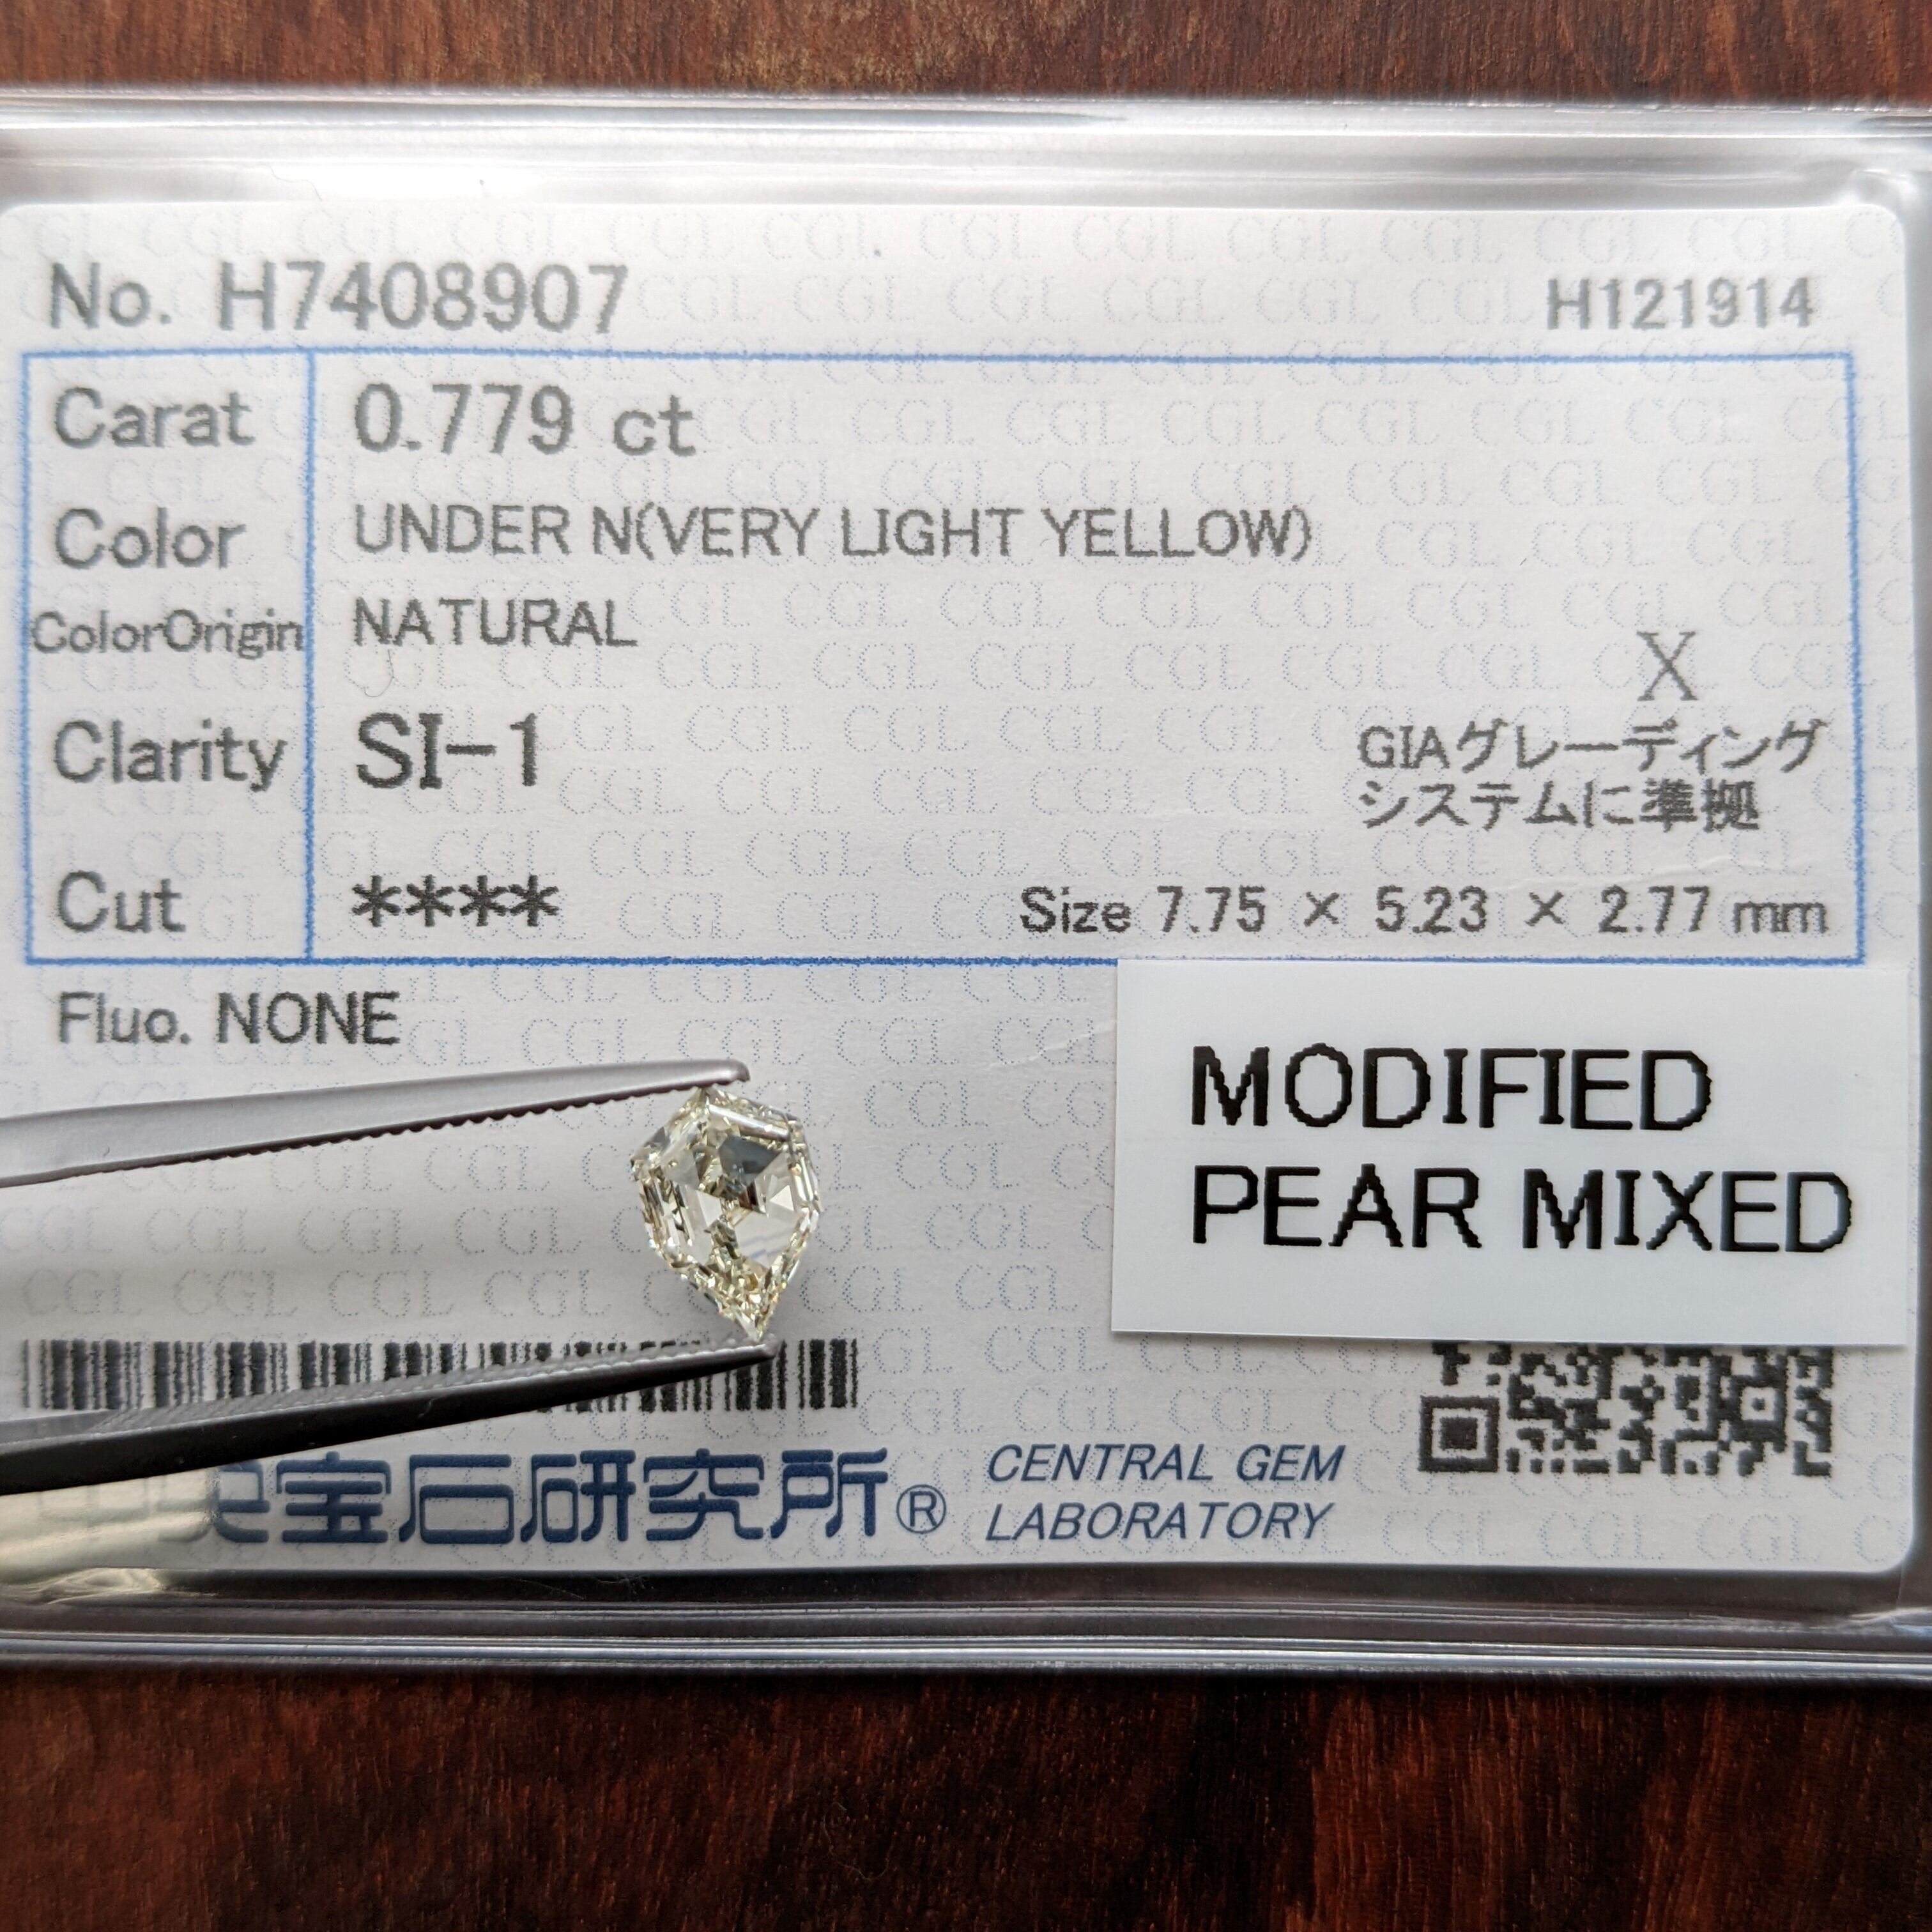 No. H7408907
H121914
Carat 0.779 ct
Color UNDER N(VERY LIGHT YELLOW)
ColorOrigin NATURAL
X
Clarity SI-1
GIAグレーディング
システムに準拠
Cut ****
Size 7.75 × 5.23 × 2.77 mm
Fluo. NONE
MODIFIED
PEAR MIXED
宝石研究所®
CENTRAL GEM
LABORATORY